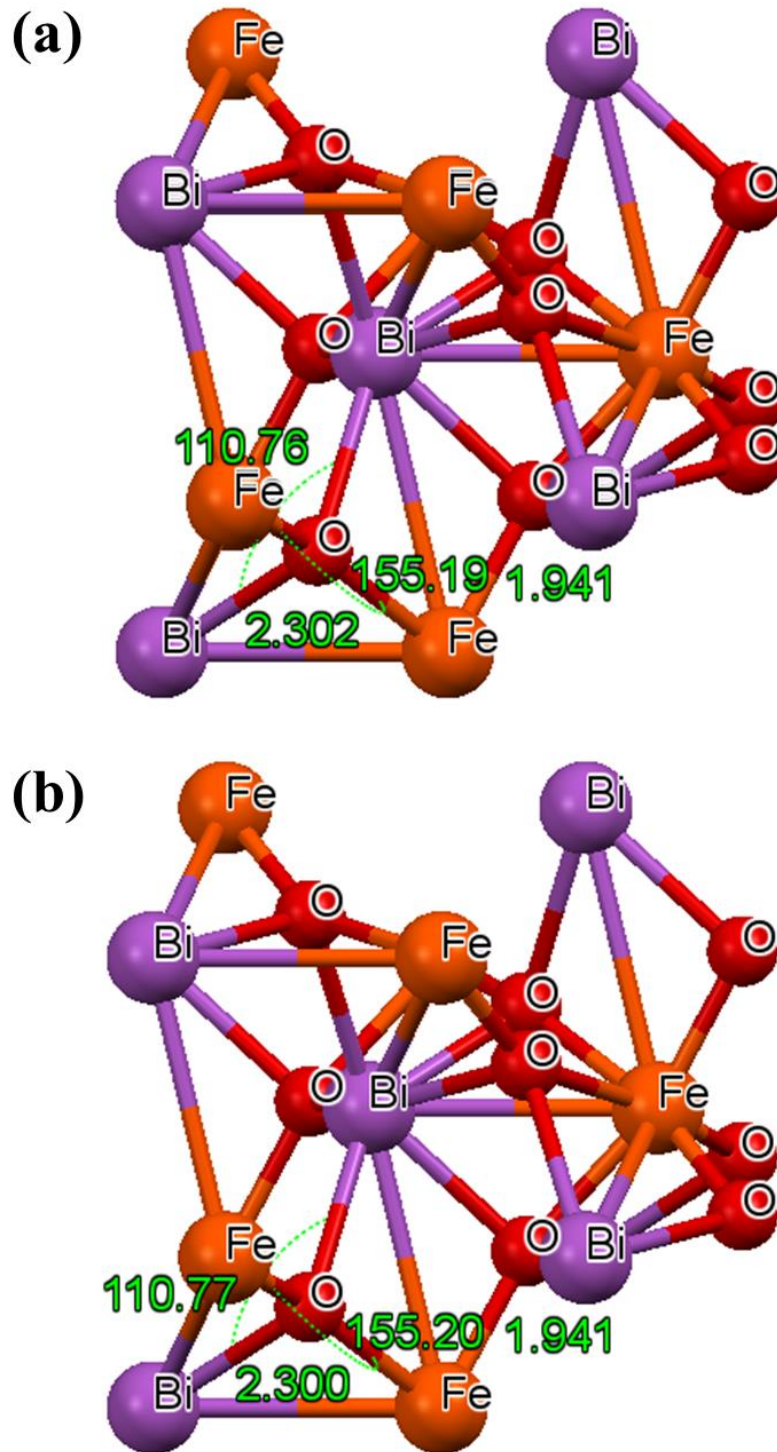 (a)
Fe
Bi
O
Bi
Fe
O
O
O
O
Bi
Fe
O
110.76
Fe
O
Bi
O
O
155.19
1.941
2.302
Bi
Fe
(b)
Fe
Bi
O
Bi
Fe
O
O
O
O
Bi
Fe
O
Fe
O
Bi
O
110.77
O
155.20
1.941
2.300
Bi
Fe